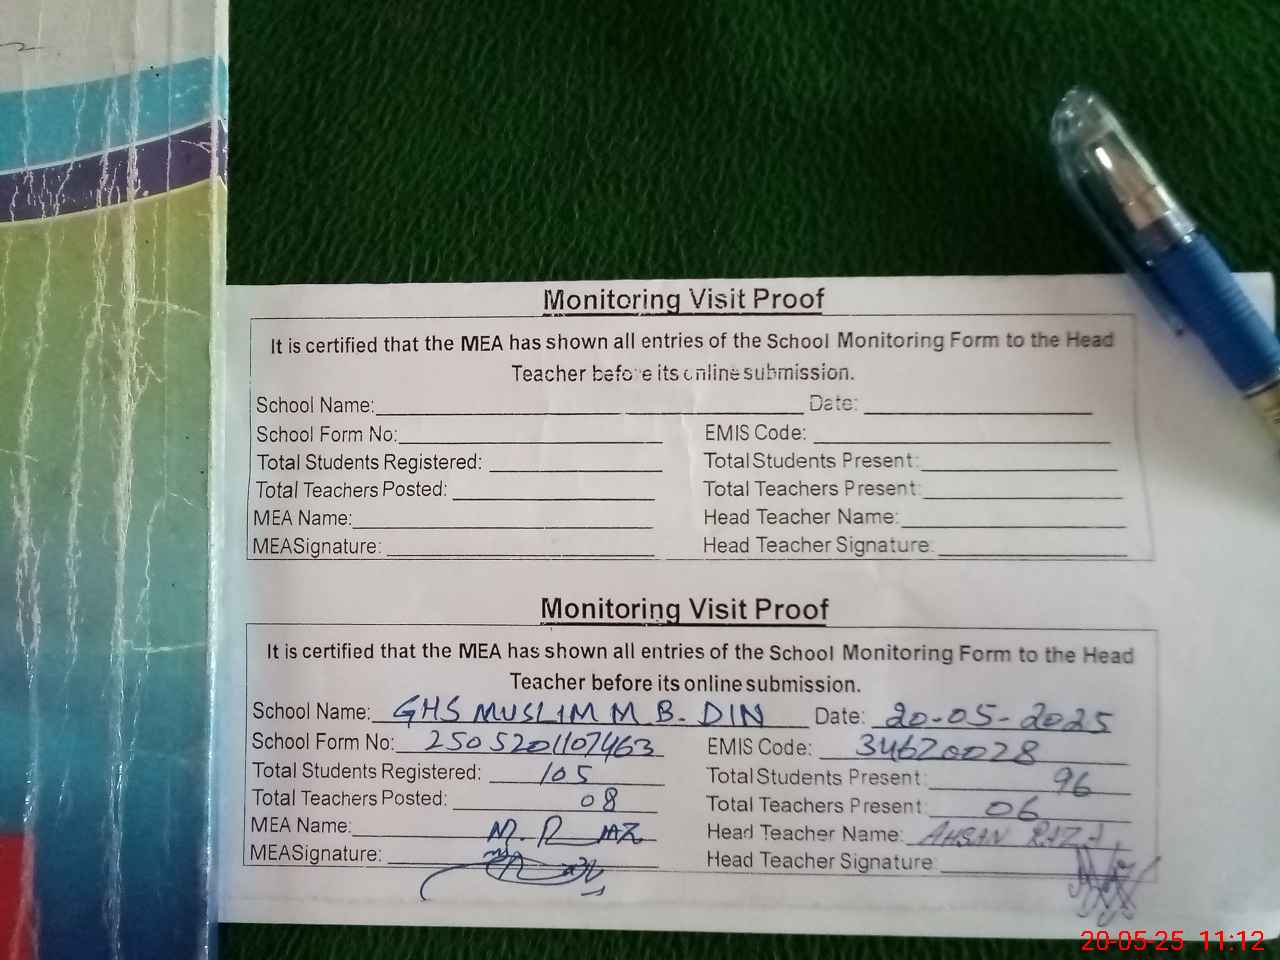 Monitoring Visit Proof
It is certified that the MEA has shown all entries of the School Monitoring Form to the Head
Teacher before its online submission.
School Name: Date:
School Form No: EMIS Code:
Total Students Registered: Total Students Present:
Total Teachers Posted: Total Teachers Present:
MEA Name: Head Teacher Name:
MEA Signature: Head Teacher Signature:
Monitoring Visit Proof
It is certified that the MEA has shown all entries of the School Monitoring Form to the Head
Teacher before its online submission.
School Name: GHS MUSLIM M B. DIN Date: 20-05-2025
School Form No: 2505201107463 EMIS Code: 34620028
Total Students Registered: 105 Total Students Present: 96
Total Teachers Posted: 08 Total Teachers Present: 06
MEA Name: M. Head Teacher Name: AHSAN RAZA
MEA Signature: Head Teacher Signature:
20-05-25 11:12